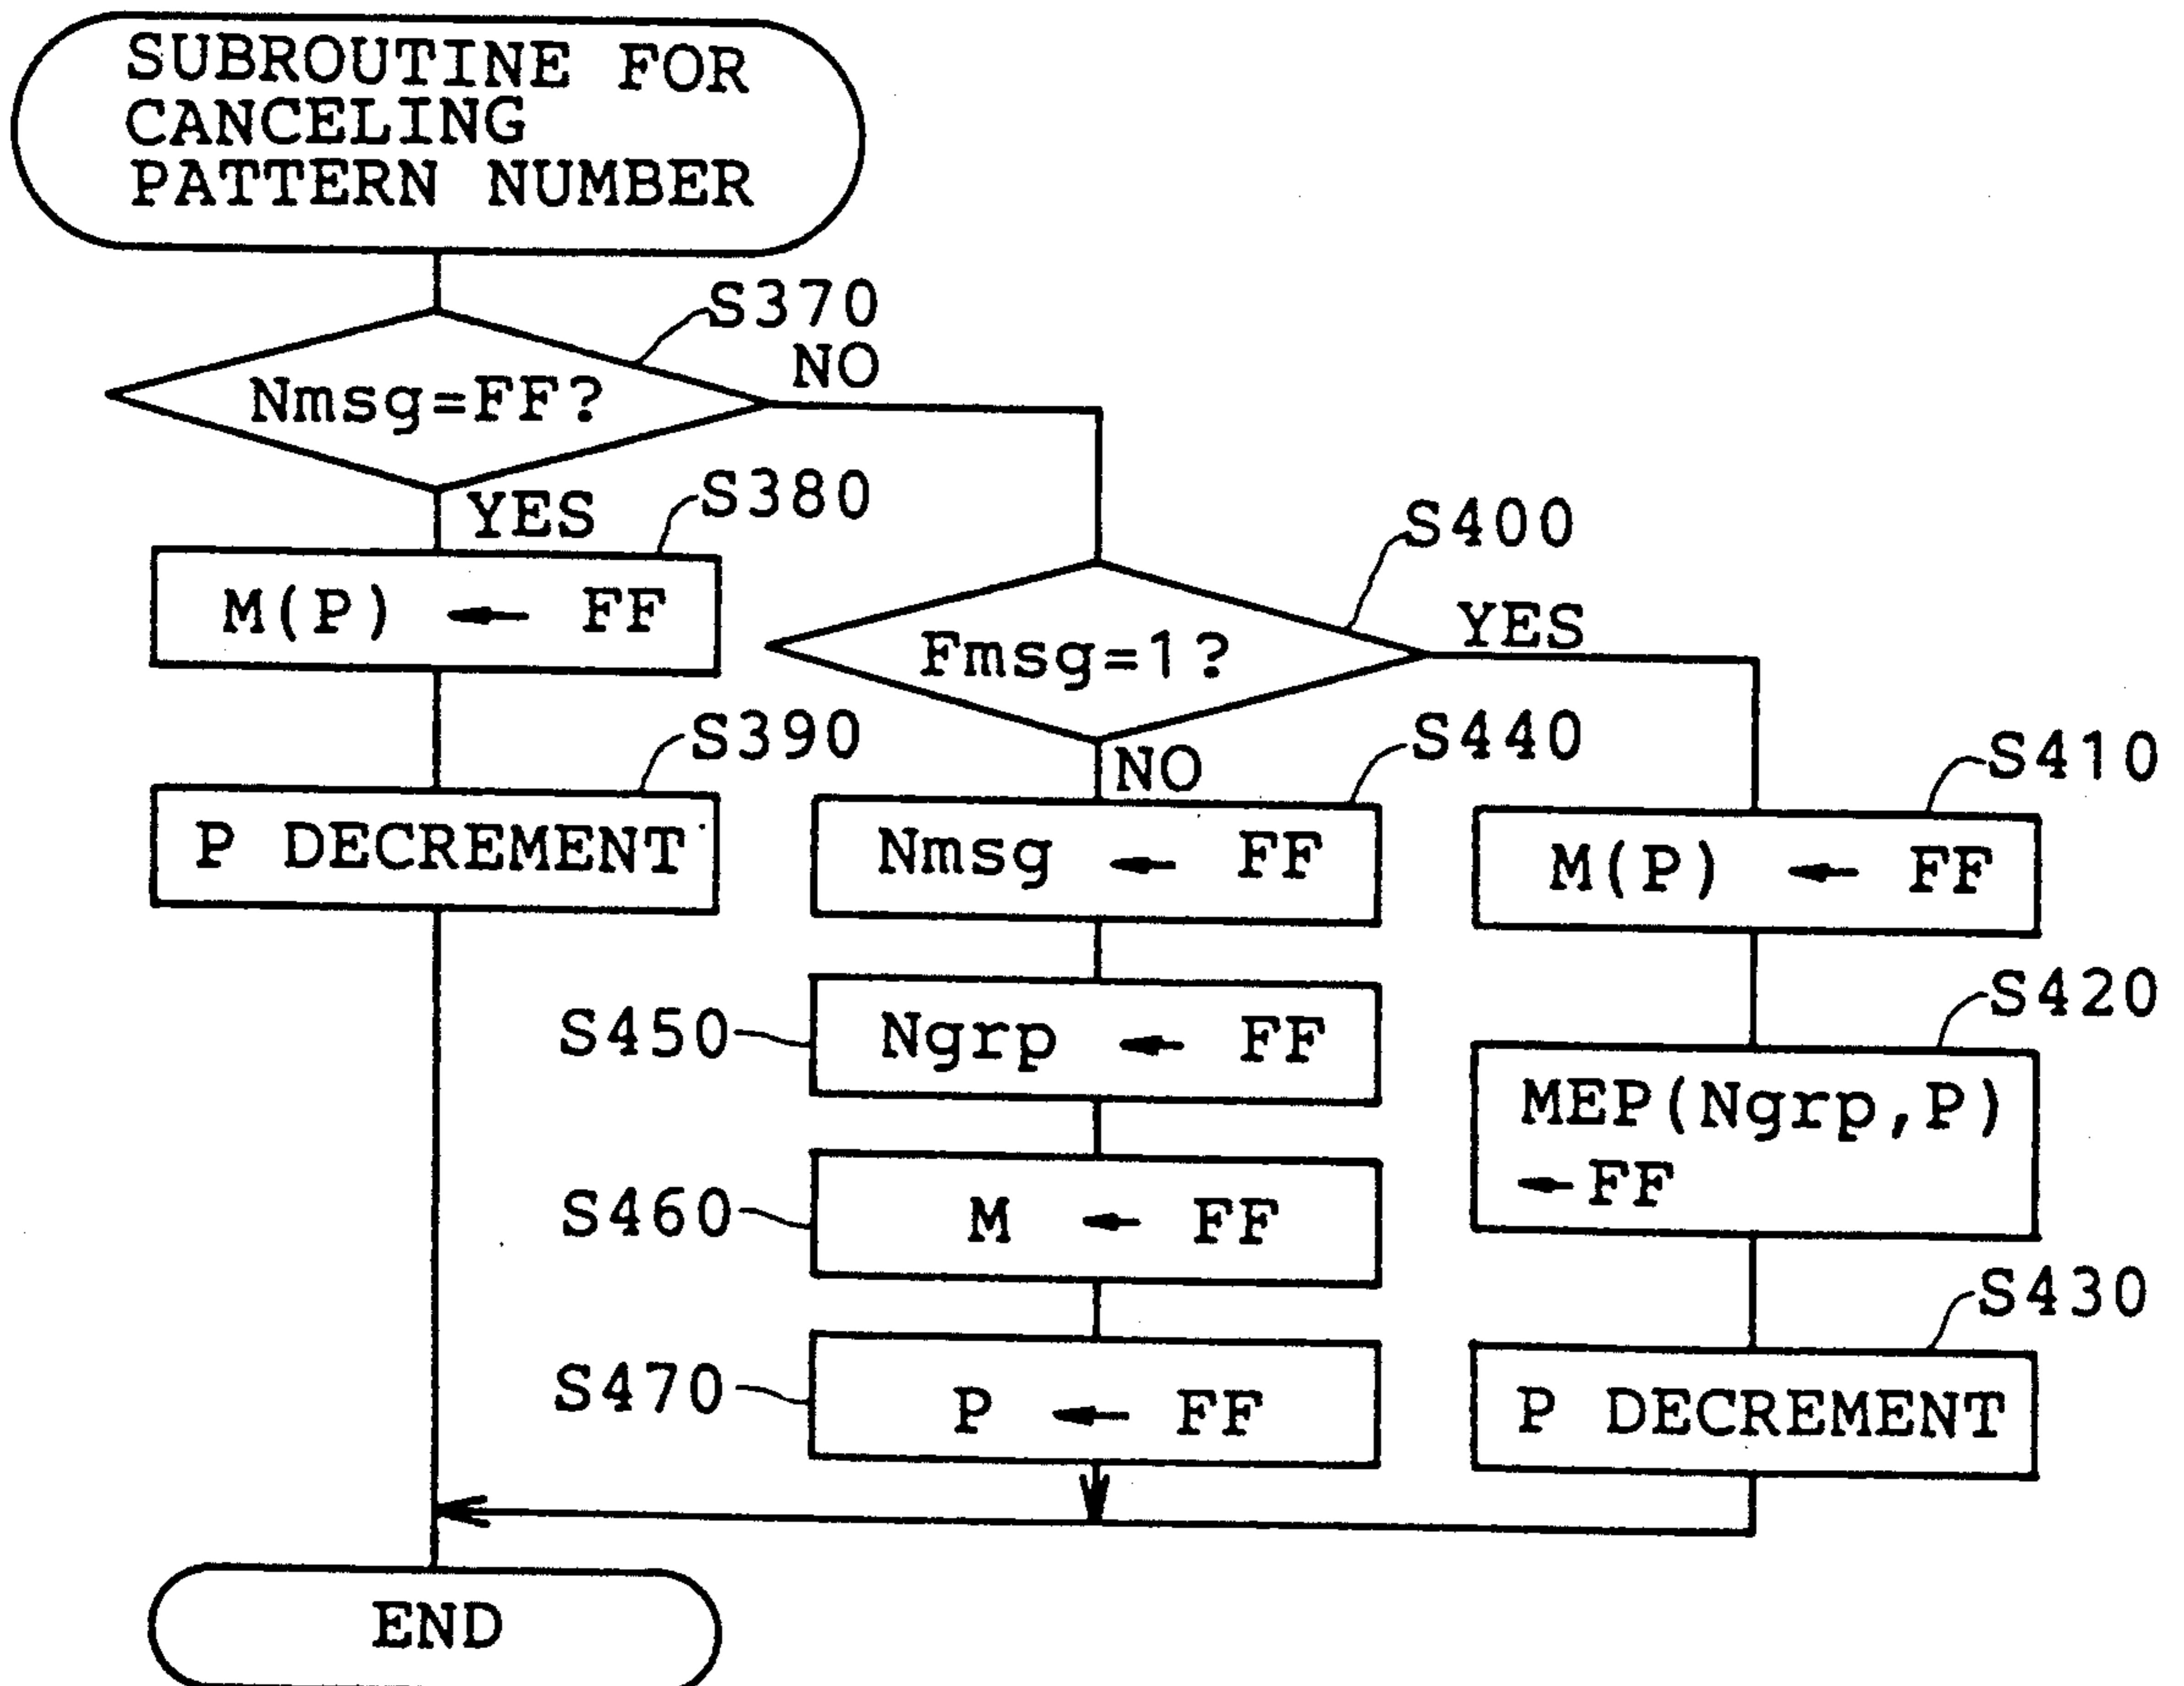 SUBROUTINE FOR
CANCELING
PATTERN NUMBER
S370
Nmsg=FF?
NO
YES
S380
M(P) ← FF
S390
P DECREMENT
S400
Fmsg=1?
YES
NO
S440
Nmsg ← FF
S450
Ngrp ← FF
S460
M ← FF
S470
P ← FF
S410
M(P) ← FF
S420
MEP(Ngrp,P)
← FF
S430
P DECREMENT
END